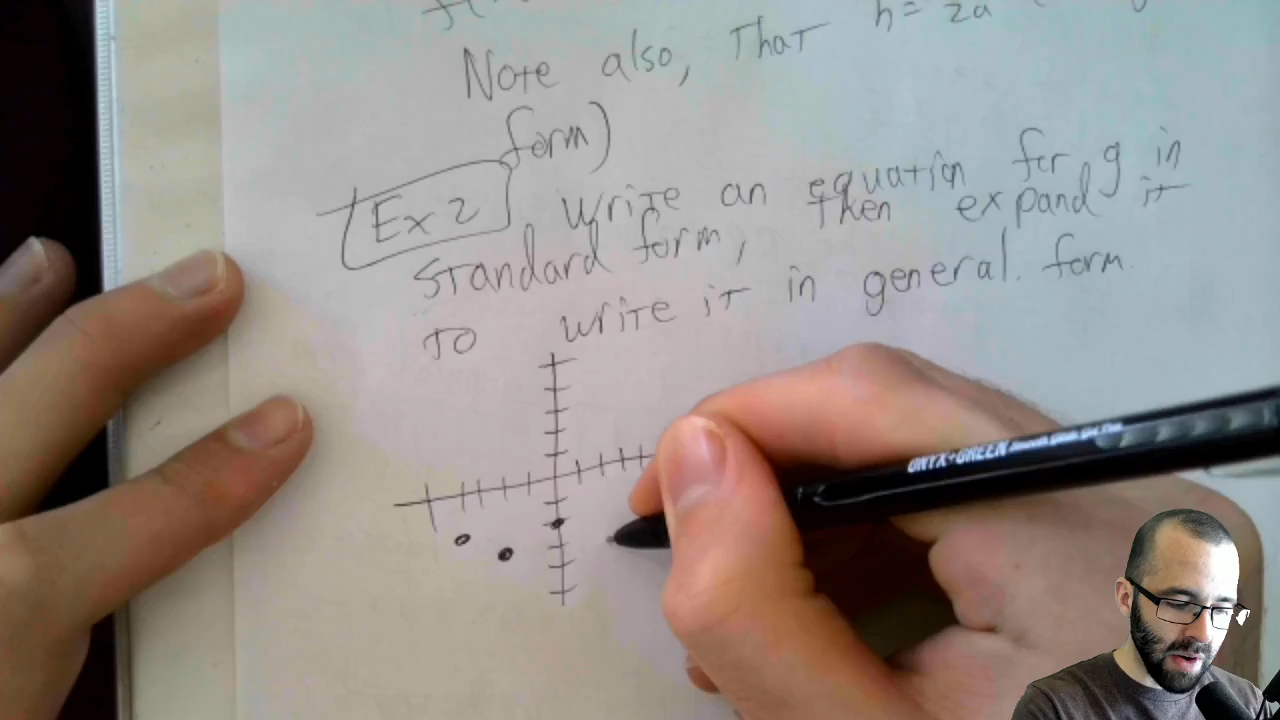 Note also, That h = 2a
form)
Ex 2 write an equation for g in
standard form, Then expand it
To write it in general. form.
ONYX+GREEN